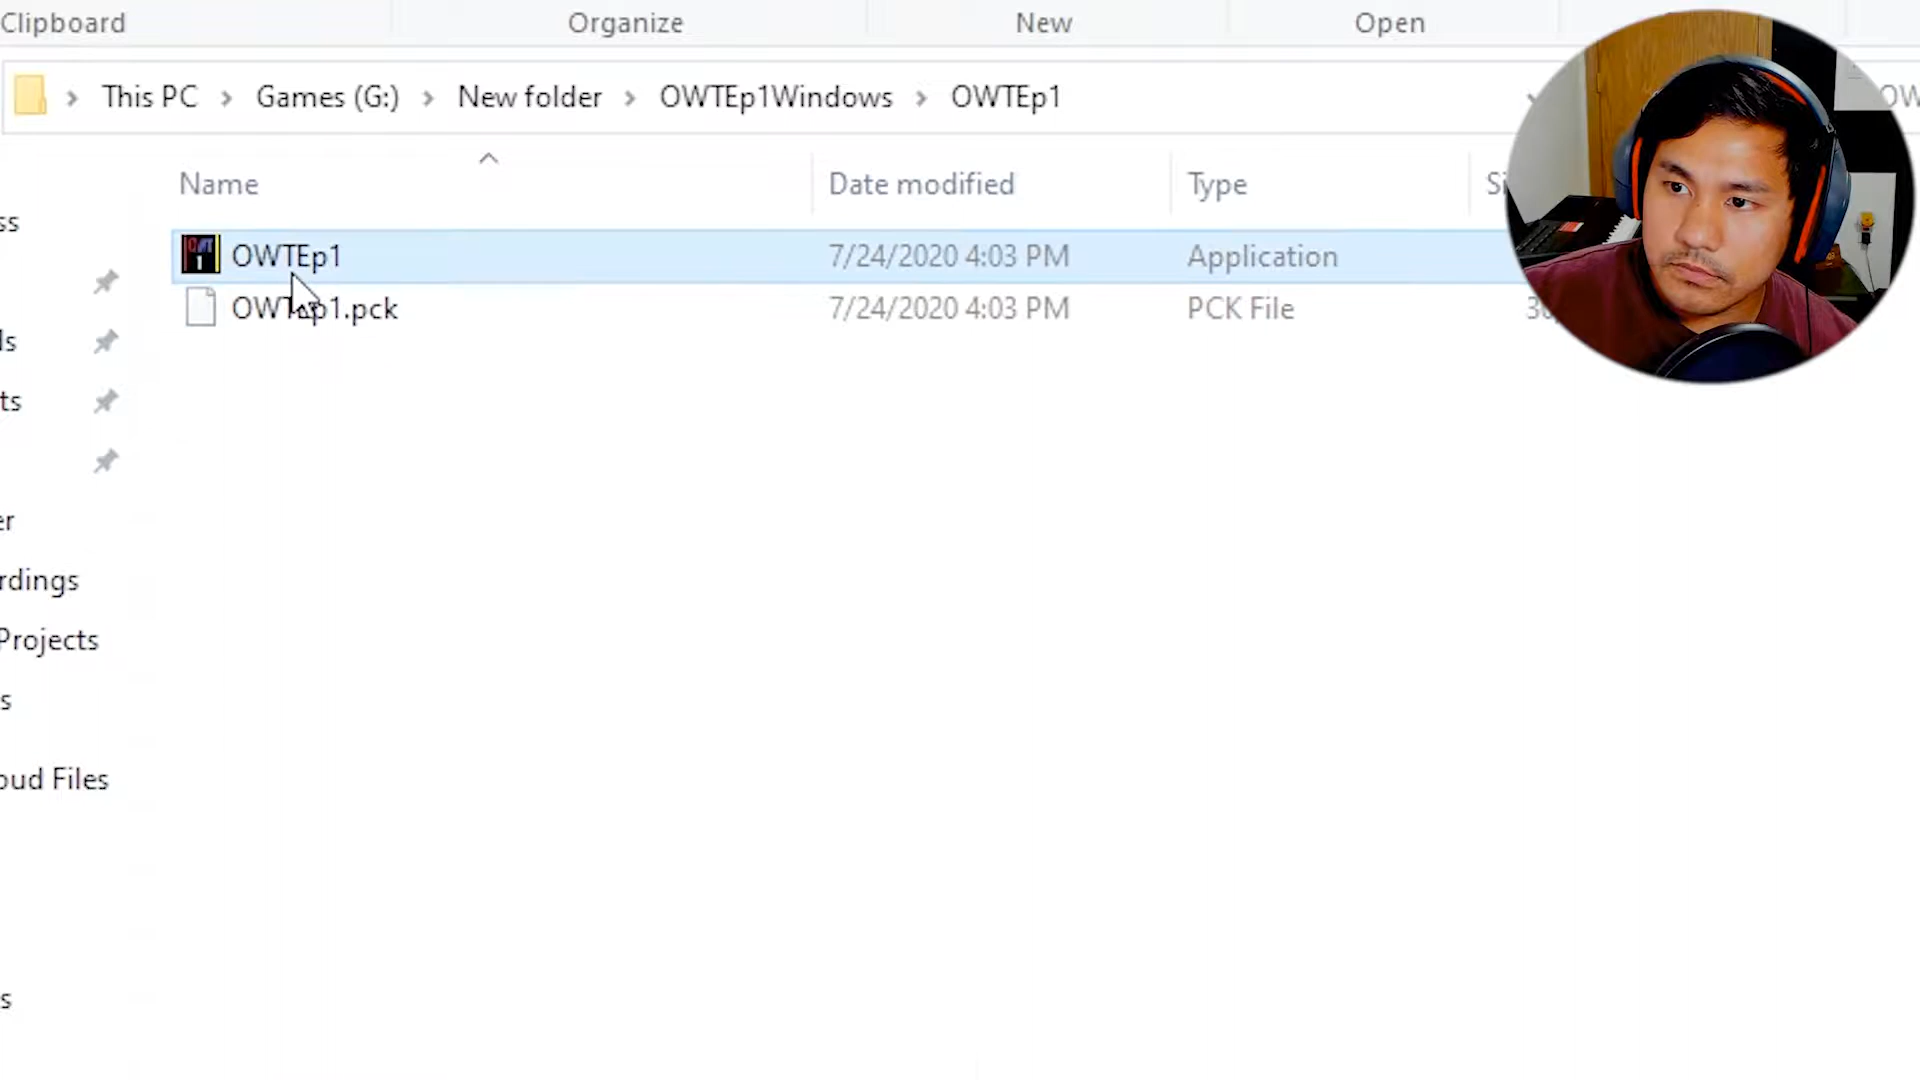 Clipboard Organize New Open
This PC > Games (G:) > New folder > OWTEp1Windows > OWTEp1
Name Date modified Type
ss
OWTEp1 7/24/2020 4:03 PM Application
OWTEp1.pck 7/24/2020 4:03 PM PCK File
ls
ts
er
rdings
Projects
s
oud Files
s